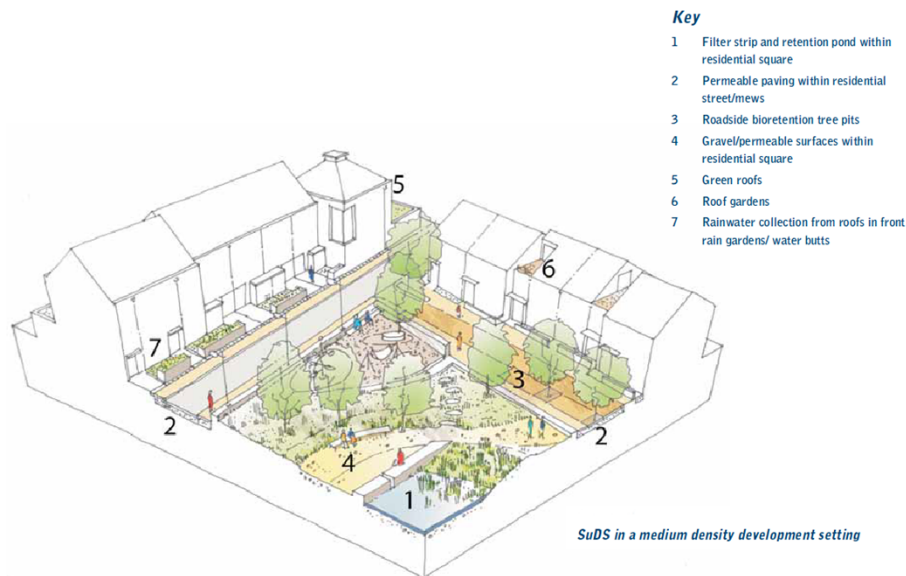 Key
1 Filter strip and retention pond within
residential square
2 Permeable paving within residential
street/mews
3 Roadside bioretention tree pits
4 Gravel/permeable surfaces within
residential square
5 Green roofs
6 Roof gardens
7 Rainwater collection from roofs in front
rain gardens/ water butts
5
6
7
3
2
2
4
1
SuDS in a medium density development setting